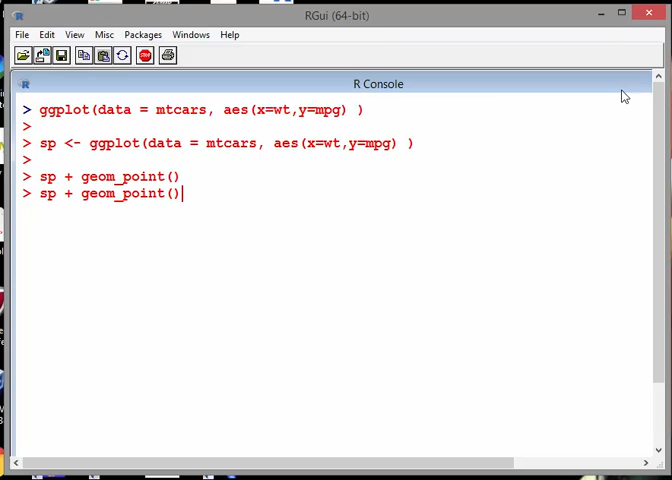 RGui (64-bit)
File Edit View Misc Packages Windows Help
STOP
R Console
> ggplot(data = mtcars, aes(x=wt,y=mpg) )
>
> sp <- ggplot(data = mtcars, aes(x=wt,y=mpg) )
>
> sp + geom_point()
> sp + geom_point()